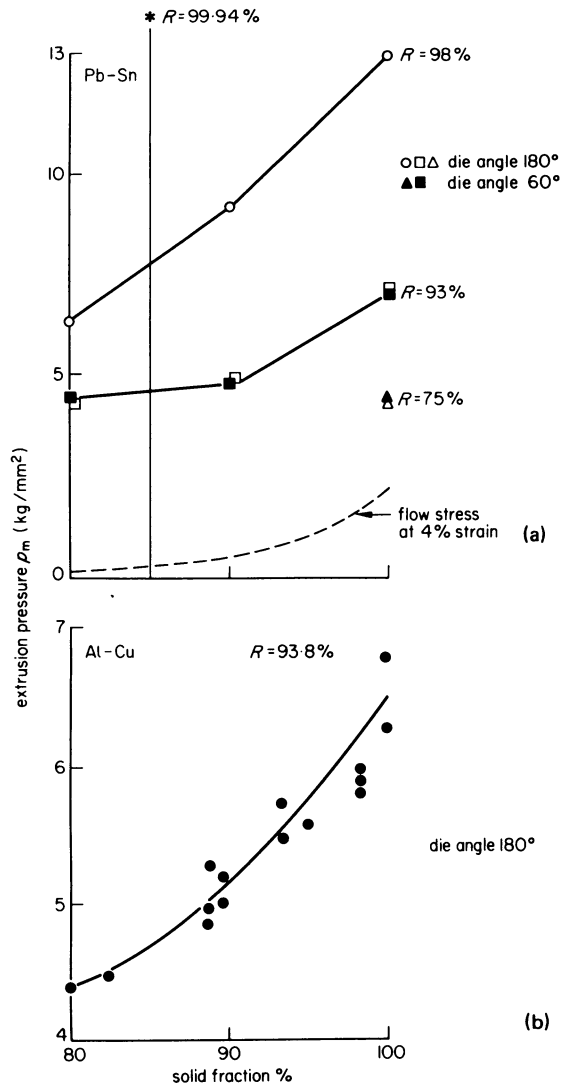 * R=99·94%
13
Pb-Sn
R=98%
10
○□△ die angle 180°
▲■ die angle 60°
R=93%
5
R=75%
flow stress
at 4% strain
(a)
0
extrusion pressure pm (kg/mm²)
7
Al-Cu
R=93·8%
6
die angle 180°
5
4
(b)
80
90
100
solid fraction %